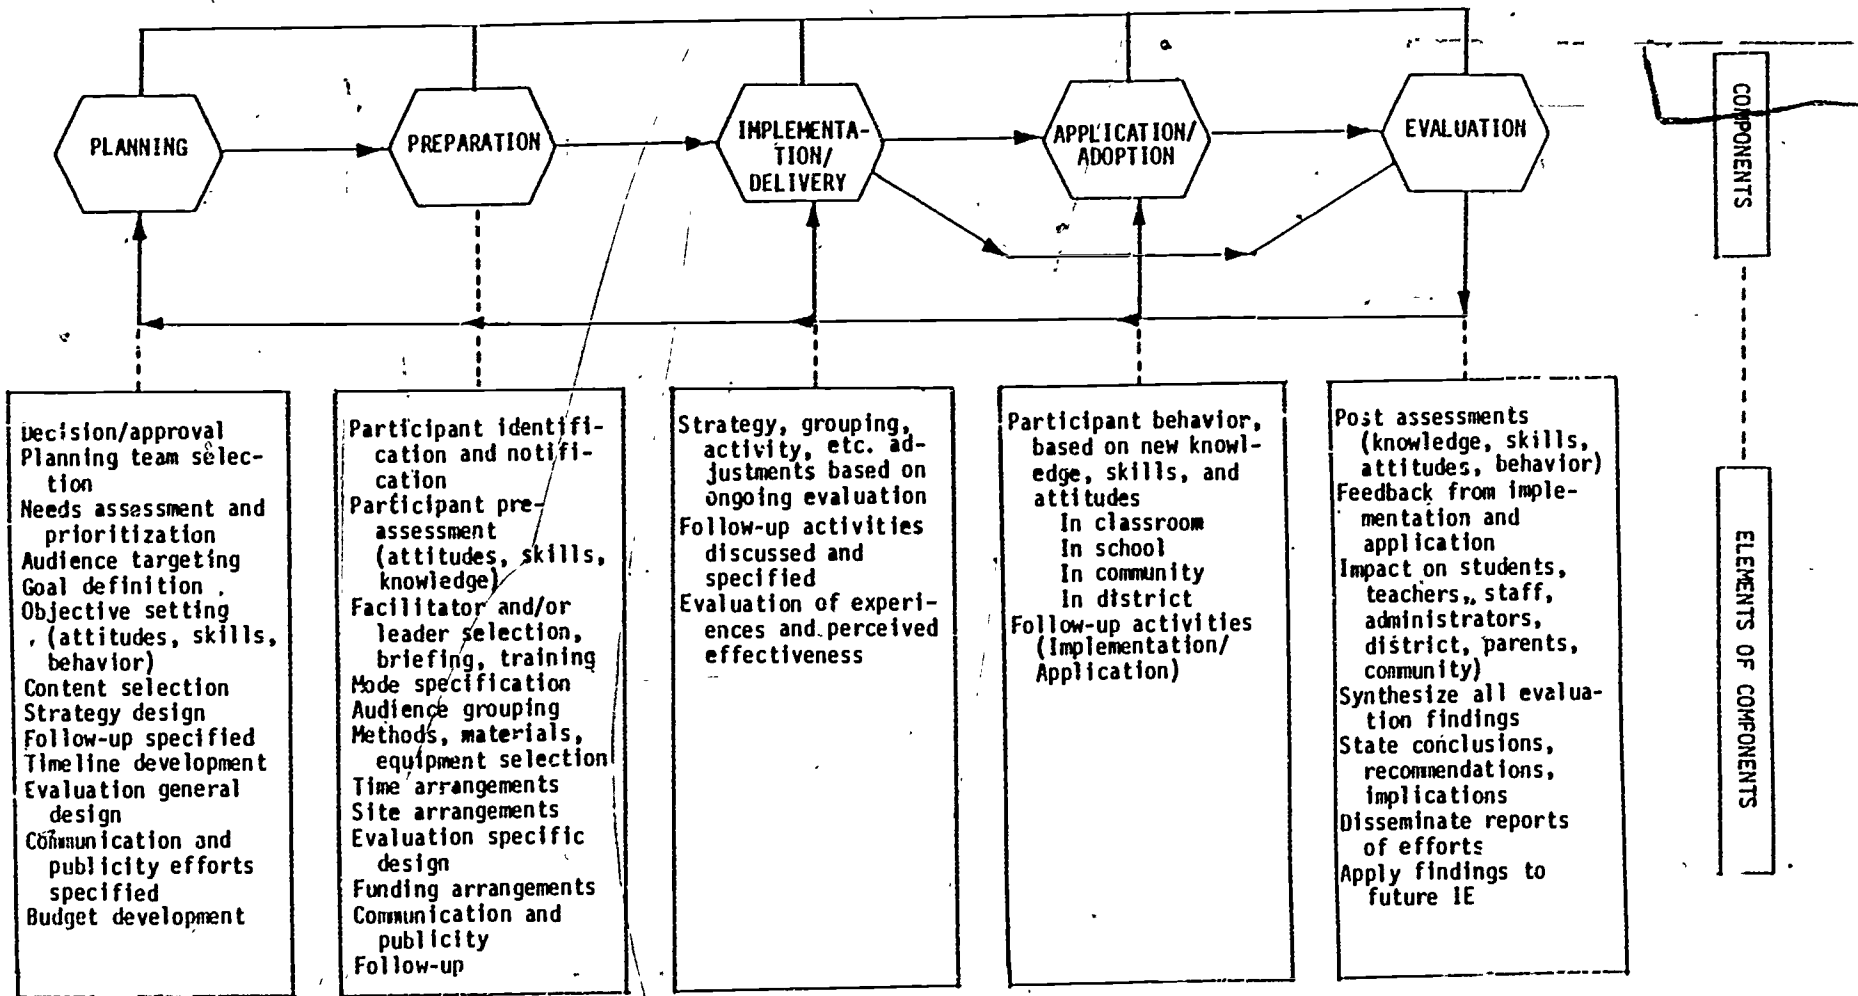 PLANNING
PREPARATION
IMPLEMENTA-
TION/
DELIVERY
APPLICATION/
ADOPTION
EVALUATION
COMPONENTS
Decision/approval
Planning team selec-
tion
Needs assessment and
prioritization
Audience targeting
Goal definition
Objective setting
(attitudes, skills,
behavior)
Content selection
Strategy design
Follow-up specified
Timeline development
Evaluation general
design
Communication and
publicity efforts
specified
Budget development
Participant identifi-
cation and notifi-
cation
Participant pre-
assessment
(attitudes, skills,
knowledge)
Facilitator and/or
leader selection,
briefing, training
Mode specification
Audience grouping
Methods, materials,
equipment selection
Time arrangements
Site arrangements
Evaluation specific
design
Funding arrangements
Communication and
publicity
Follow-up
Strategy, grouping,
activity, etc. ad-
justments based on
ongoing evaluation
Follow-up activities
discussed and
specified
Evaluation of experi-
ences and perceived
effectiveness
Participant behavior,
based on new knowl-
edge, skills, and
attitudes
In classroom
In school
In community
In district
Follow-up activities
(Implementation/
Application)
Post assessments
(knowledge, skills,
attitudes, behavior)
Feedback from imple-
mentation and
application
Impact on students,
teachers, staff,
administrators,
district, parents,
community)
Synthesize all evalua-
tion findings
State conclusions,
recommendations,
implications
Disseminate reports
of efforts
Apply findings to
future IE
ELEMENTS OF COMPONENTS